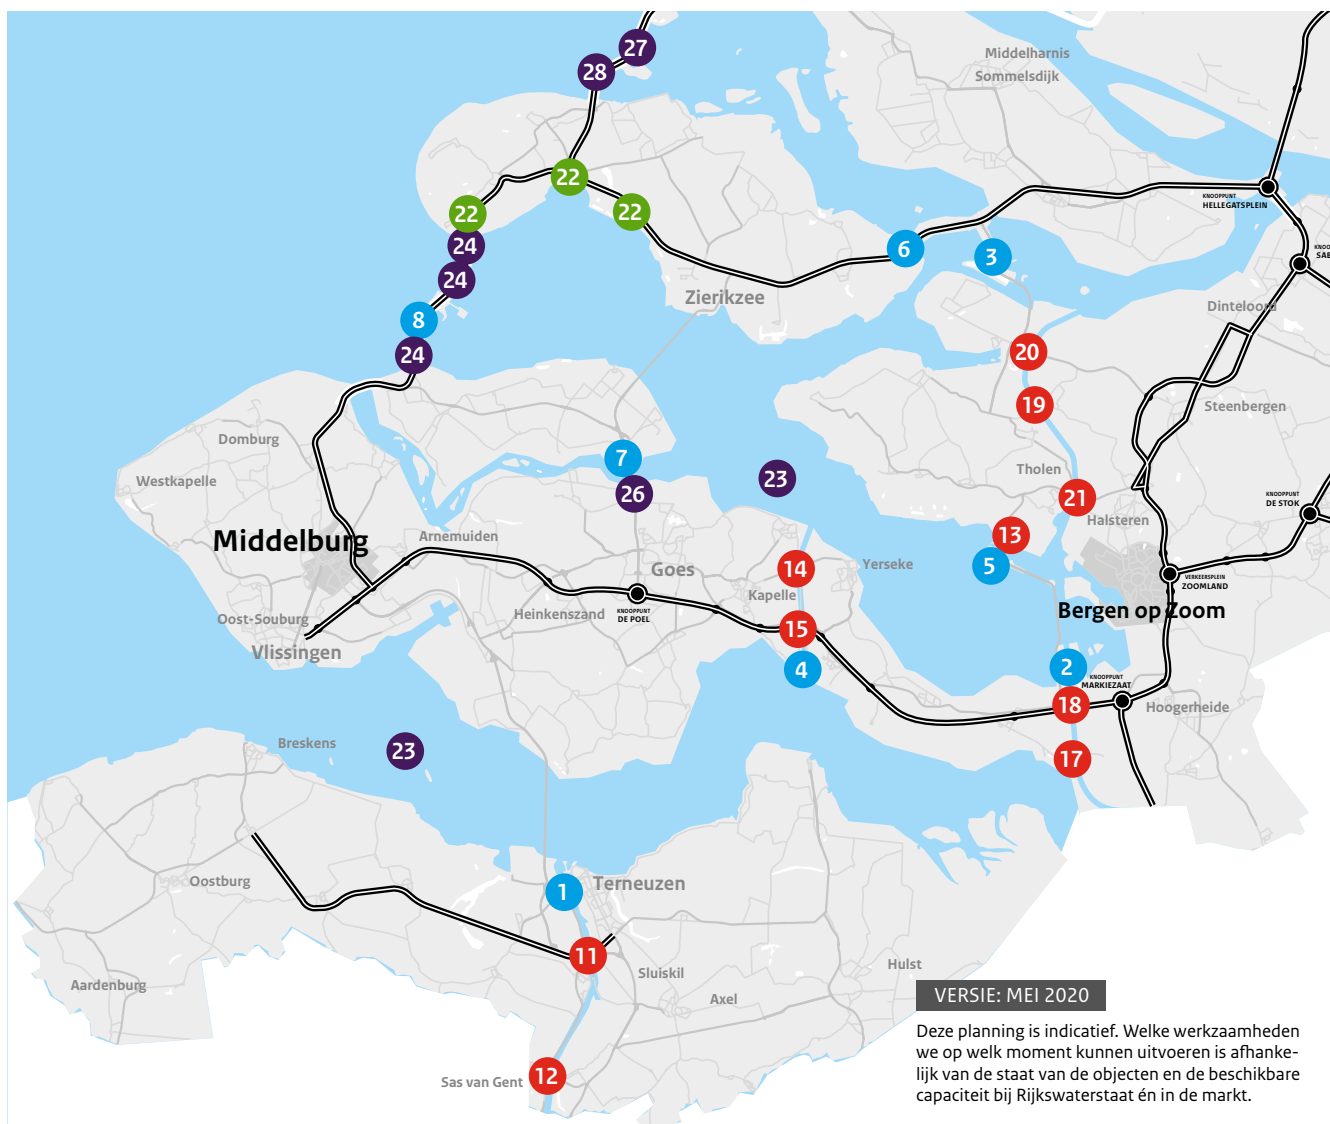 27
28
Middelharnis
Sommelsdijk
22
22
22
24
24
8
24
6
3
KNOOPPUNT
HELLEGATSPLEIN
Zierikzee
Dinteloord
20
19
Steenbergen
Domburg
Westkapelle
7
26
23
Tholen
21
Halsteren
KNOOPPUNT
DE STOK
Middelburg
Arnemuiden
13
5
14
Yerseke
Goes
Kapelle
VERKEERSPLEIN
ZOOMLAND
KNOOPPUNT
DE POEL
Heinkenszand
Bergen op Zoom
Oost-Souburg
Vlissingen
15
4
2
KNOOPPUNT
MARKIEZAAT
18
Hoogerheide
17
Breskens
23
Oostburg
1
Terneuzen
11
Sluiskil
Hulst
Aardenburg
Axel
Sas van Gent
12
VERSIE: MEI 2020
Deze planning is indicatief. Welke werkzaamheden
we op welk moment kunnen uitvoeren is afhanke-
lijk van de staat van de objecten en de beschikbare
capaciteit bij Rijkswaterstaat én in de markt.